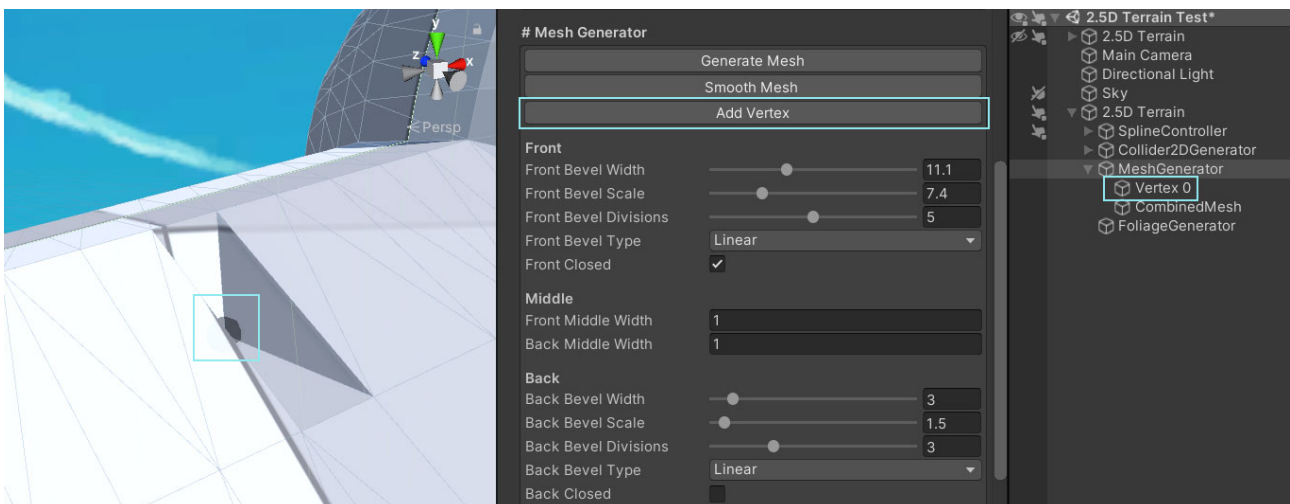 y
z
x
Persp
# Mesh Generator
Generate Mesh
Smooth Mesh
Add Vertex
Front
Front Bevel Width 11.1
Front Bevel Scale 7.4
Front Bevel Divisions 5
Front Bevel Type Linear
Front Closed
Middle
Front Middle Width 1
Back Middle Width 1
Back
Back Bevel Width 3
Back Bevel Scale 1.5
Back Bevel Divisions 3
Back Bevel Type Linear
Back Closed
2.5D Terrain Test*
2.5D Terrain
Main Camera
Directional Light
Sky
2.5D Terrain
SplineController
Collider2DGenerator
MeshGenerator
Vertex 0
CombinedMesh
FoliageGenerator